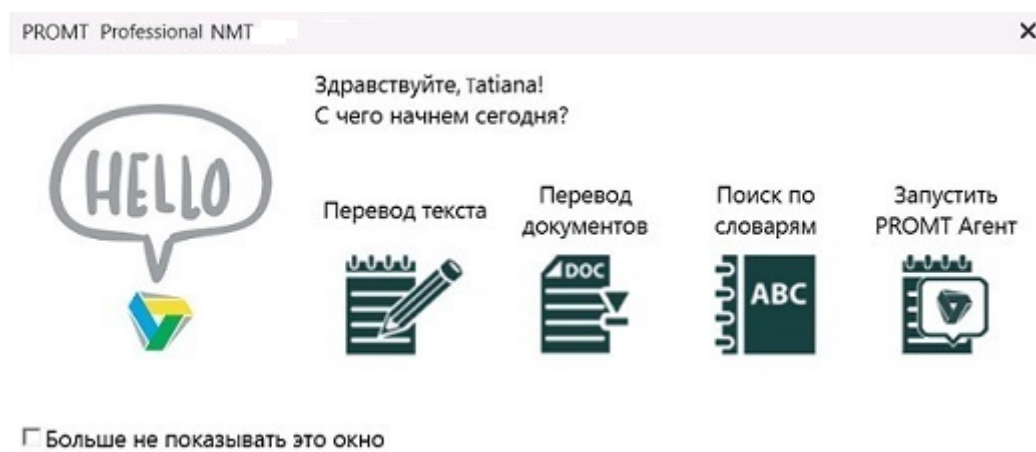 PROMT Professional NMT
Здравствуйте, Tatiana!
С чего начнем сегодня?
HELLO
Перевод текста
Перевод
документов
Поиск по
словарям
Запустить
PROMT Агент
DOC
ABC
Больше не показывать это окно